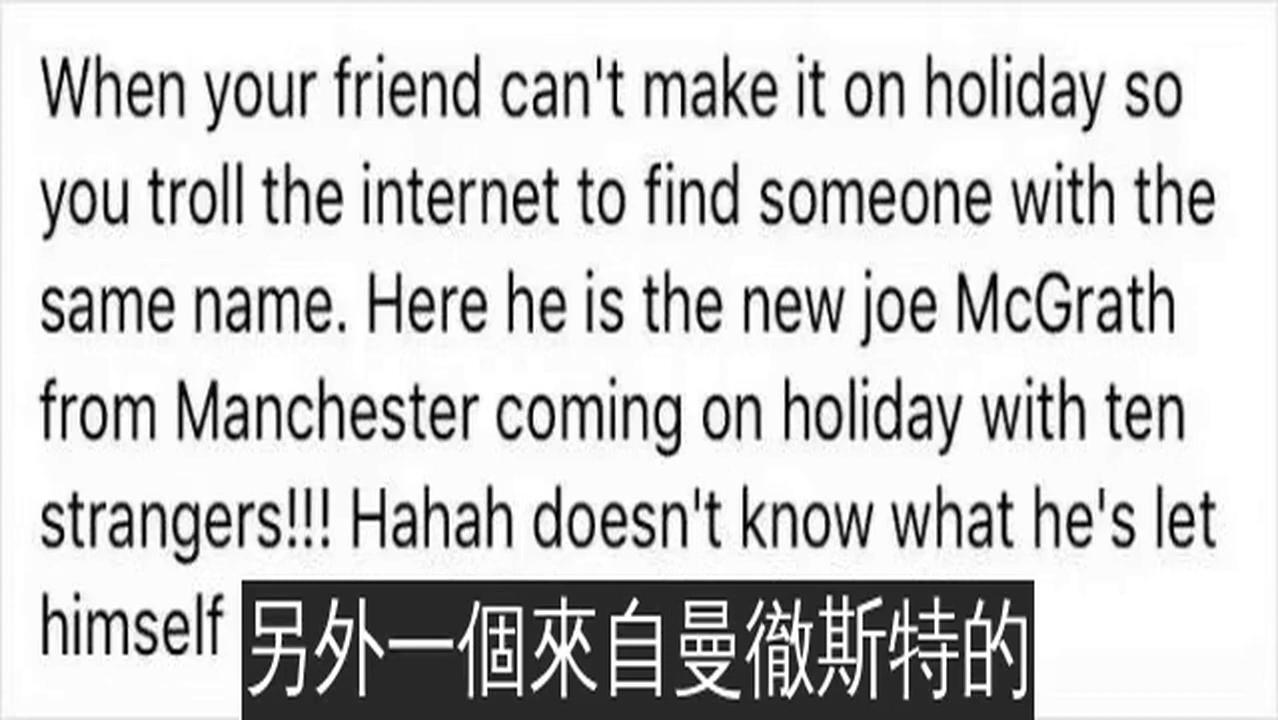 When your friend can't make it on holiday so
you troll the internet to find someone with the
same name. Here he is the new joe McGrath
from Manchester coming on holiday with ten
strangers!!! Hahah doesn't know what he's let
himself
另外一個來自曼徹斯特的